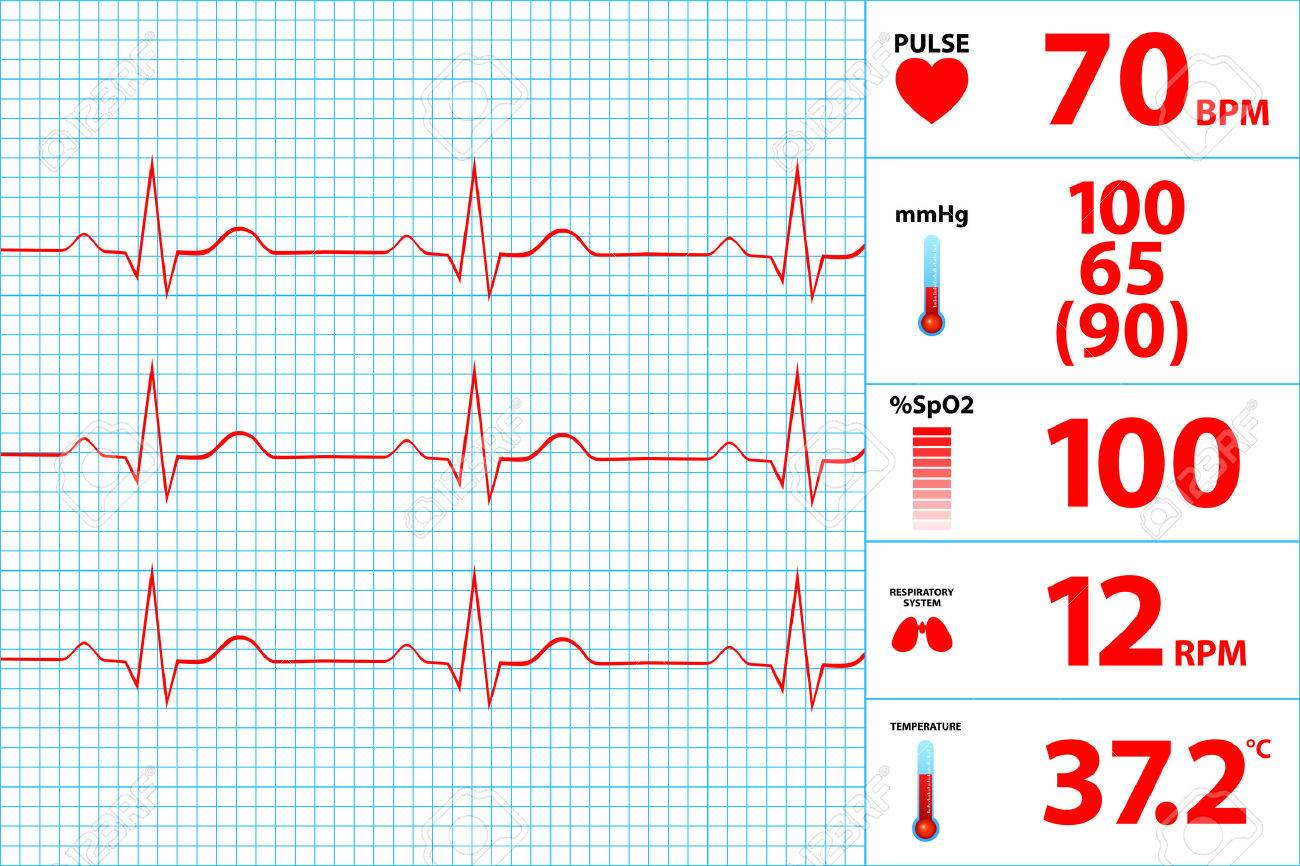 PULSE
70 BPM
mmHg
100
65
(90)
%SpO2
100
RESPIRATORY
SYSTEM
12 RPM
TEMPERATURE
37.2 °C